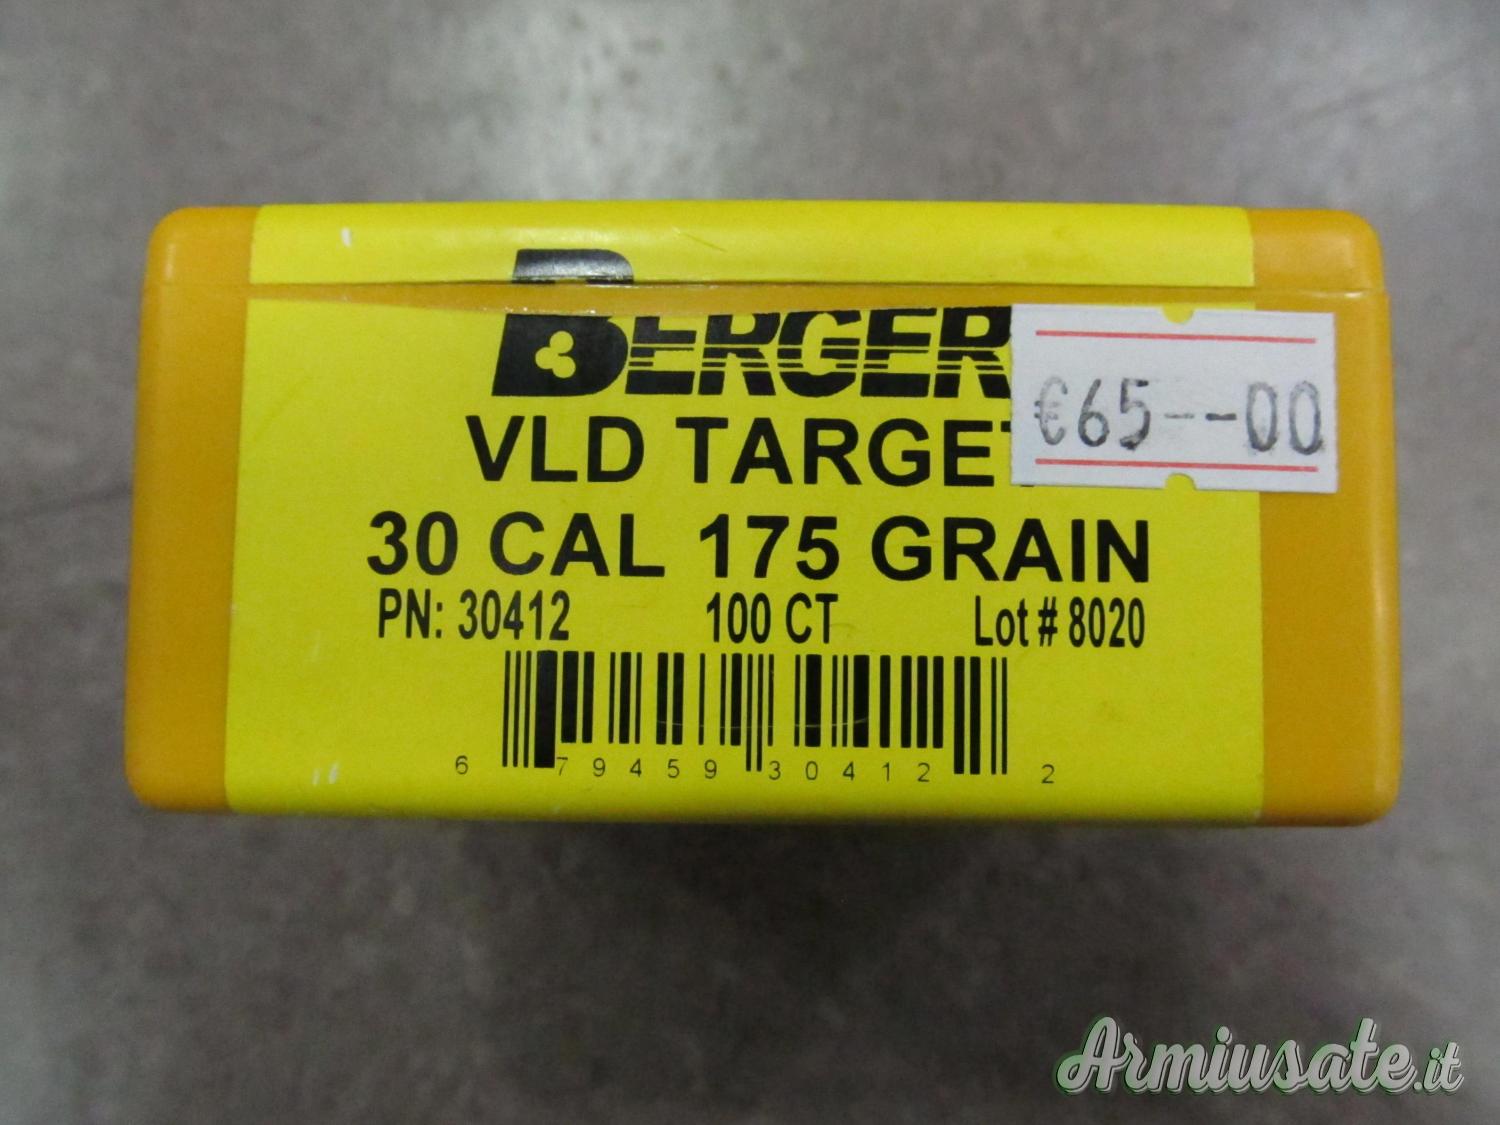 BERGER
€65--00
VLD TARGET
30 CAL 175 GRAIN
PN: 30412 100 CT Lot # 8020
6 79459 30412 2
Armiusate.it